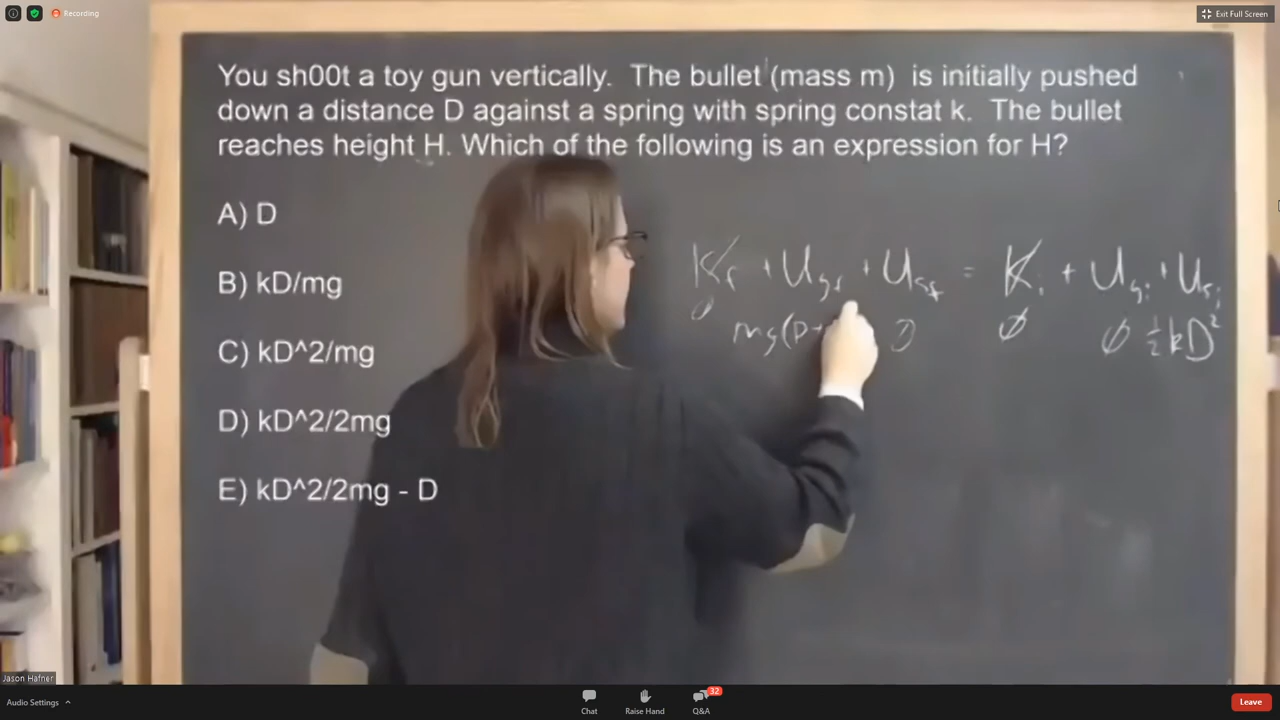 Recording
Exit Full Screen
You sh00t a toy gun vertically. The bullet (mass m) is initially pushed
down a distance D against a spring with spring constat k. The bullet
reaches height H. Which of the following is an expression for H?
A) D
B) kD/mg
C) kD^2/mg
D) kD^2/2mg
E) kD^2/2mg - D
Kf + Ugf + Usf = Ki + Ugi + Usi
0 mg(D+ 0 ∅ ∅ ½kD²
Jason Hafner
Audio Settings
Chat
Raise Hand
32
Q&A
Leave